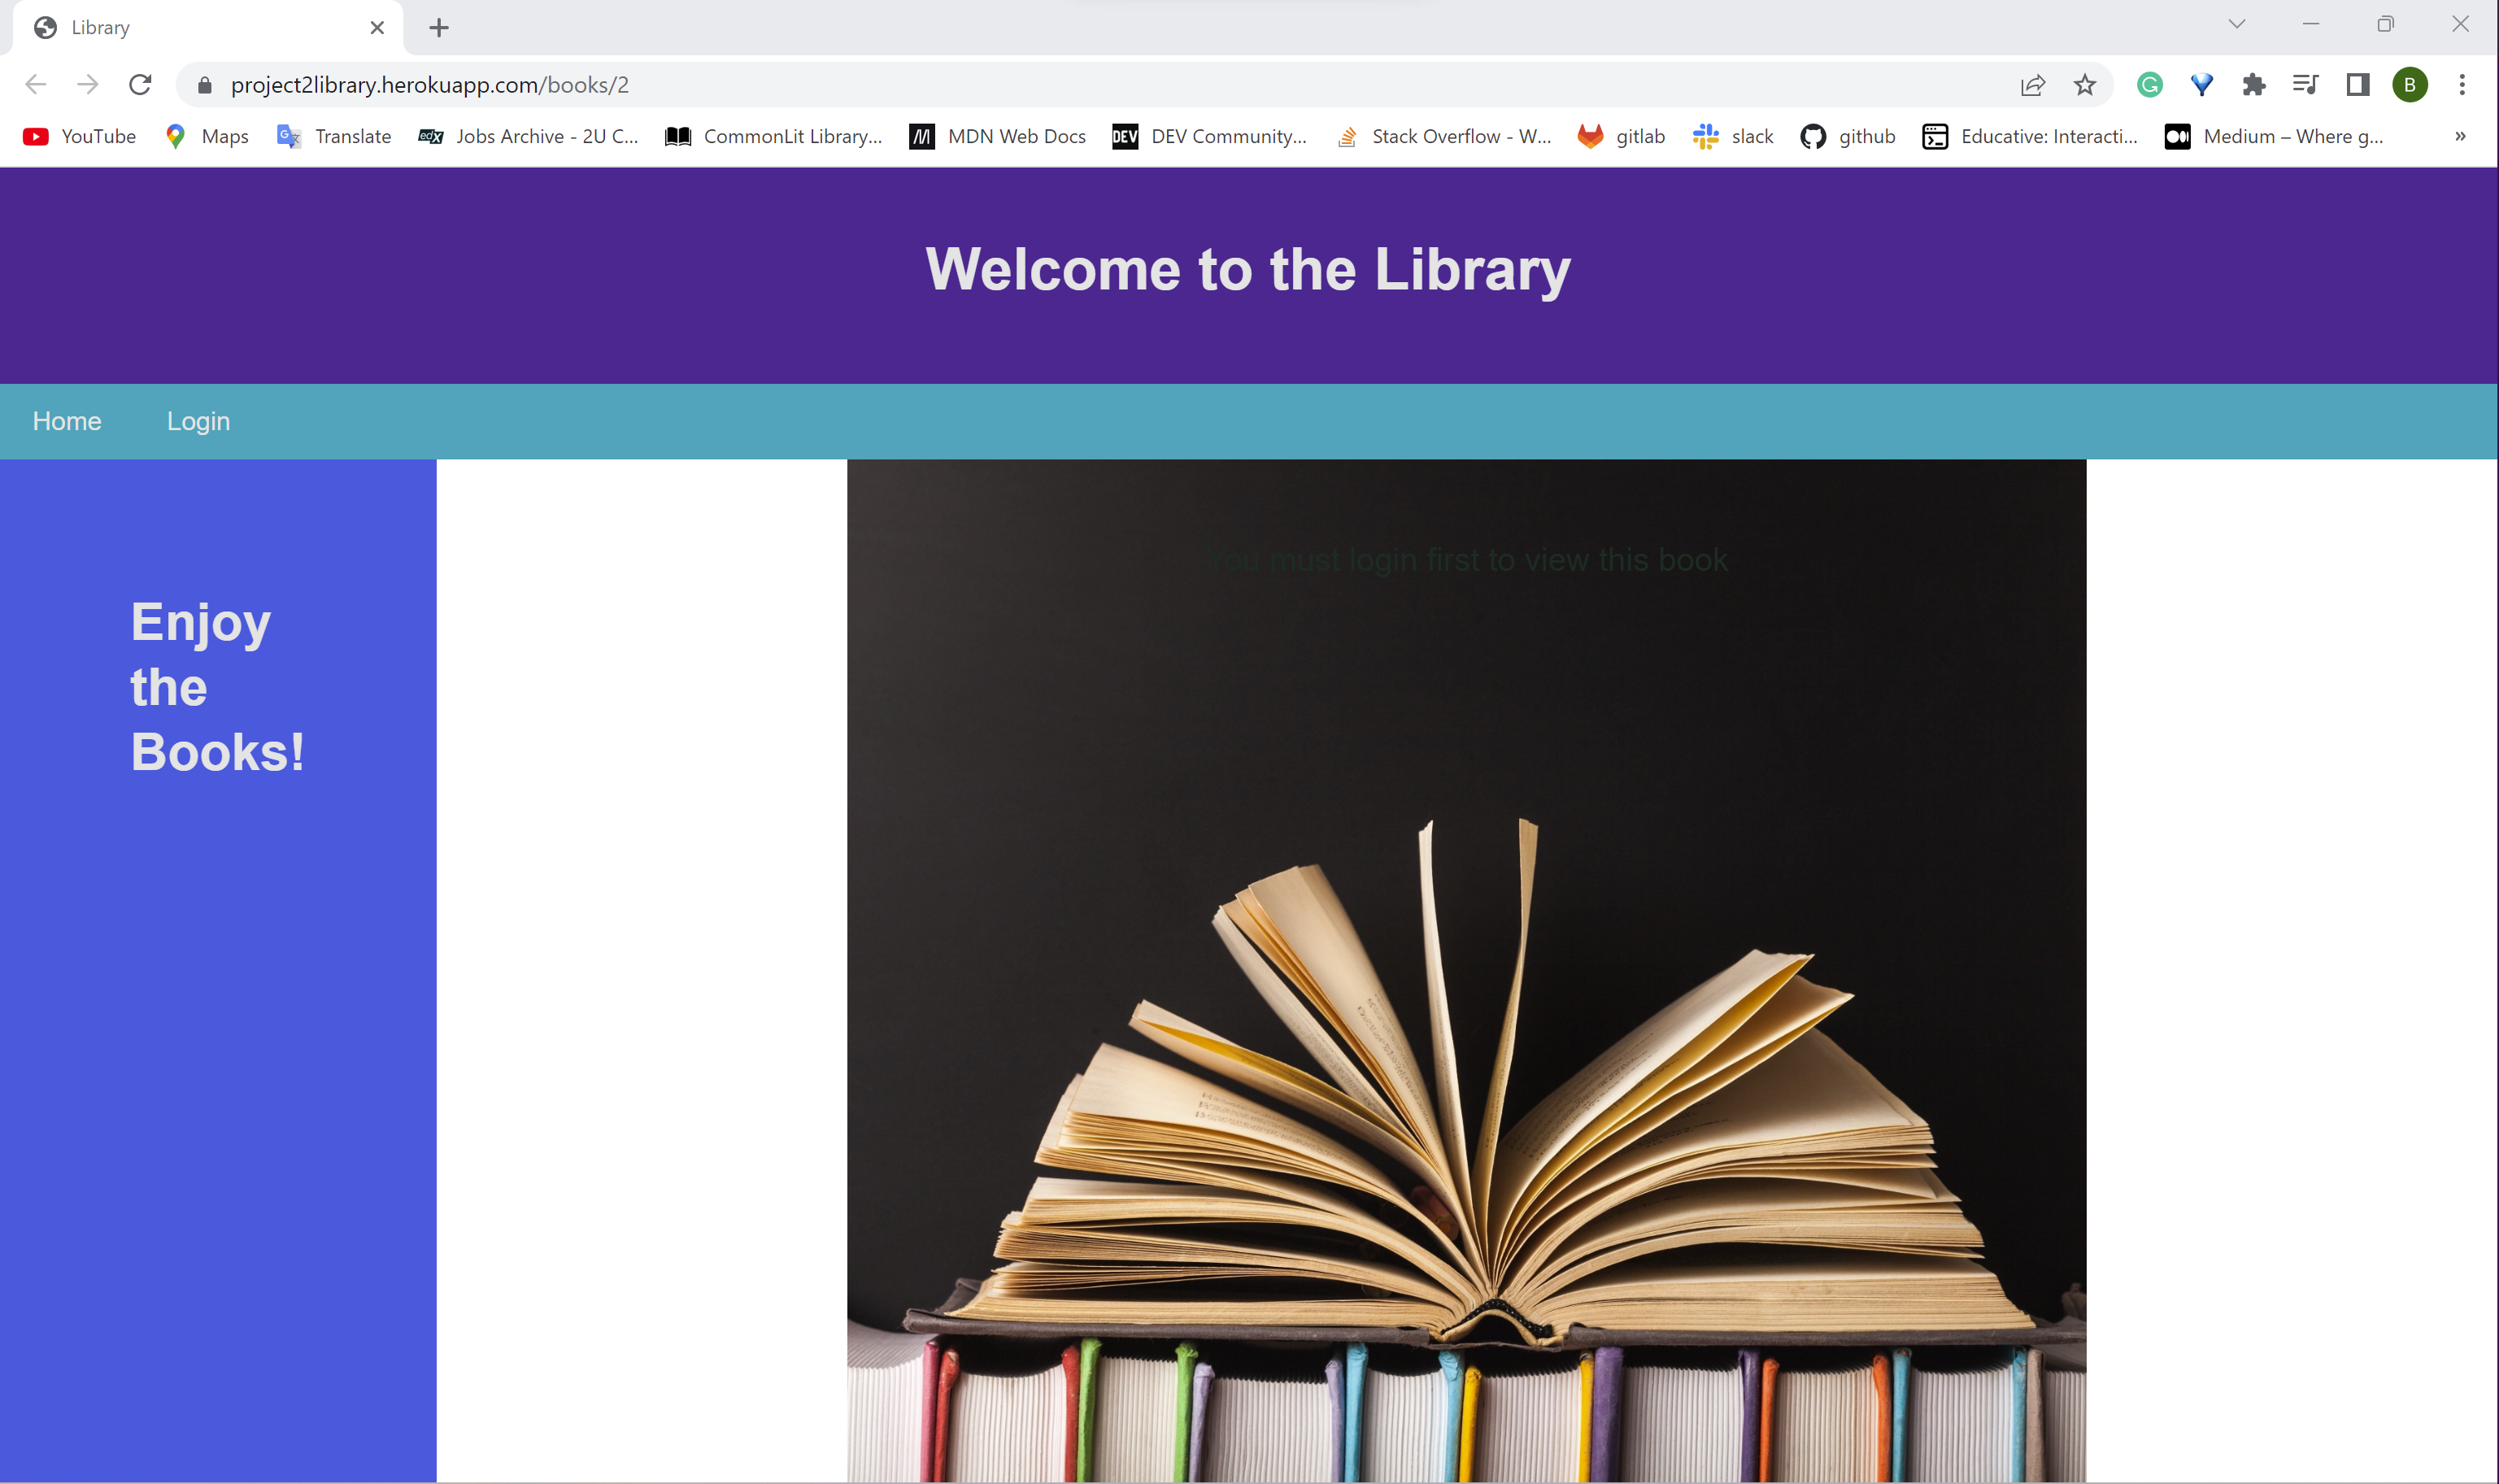 Library
project2library.herokuapp.com/books/2
B
YouTube
Maps
Translate
edX
Jobs Archive - 2U C...
CommonLit Library...
MDN Web Docs
DEV
DEV Community...
Stack Overflow - W...
gitlab
slack
github
Educative: Interacti...
Medium – Where g...
»
Welcome to the Library
Home
Login
You must login first to view this book
Enjoy
the
Books!